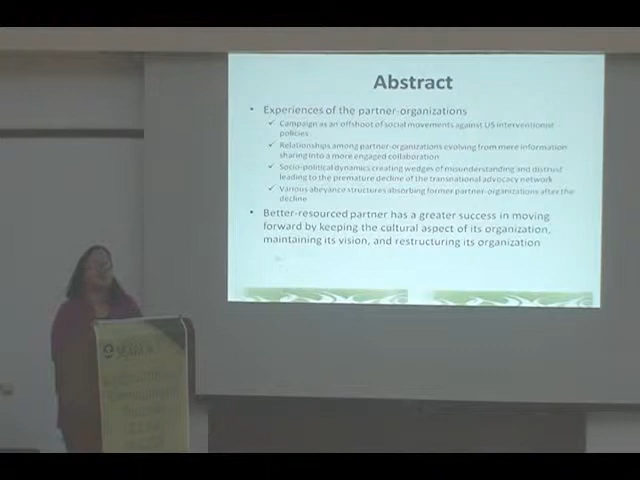 Abstract
• Experiences of the partner-organizations
✓ Campaign as an offshoot of social movements against US interventionist
policies
✓ Relationships among partner-organizations evolving from mere information
sharing into a more engaged collaboration
✓ Socio-political dynamics creating wedges of misunderstanding and distrust
leading to the premature decline of the transnational advocacy network
✓ Various abeyance structures absorbing former partner-organizations after the
decline
• Better-resourced partner has a greater success in moving
forward by keeping the cultural aspect of its organization,
maintaining its vision, and restructuring its organization